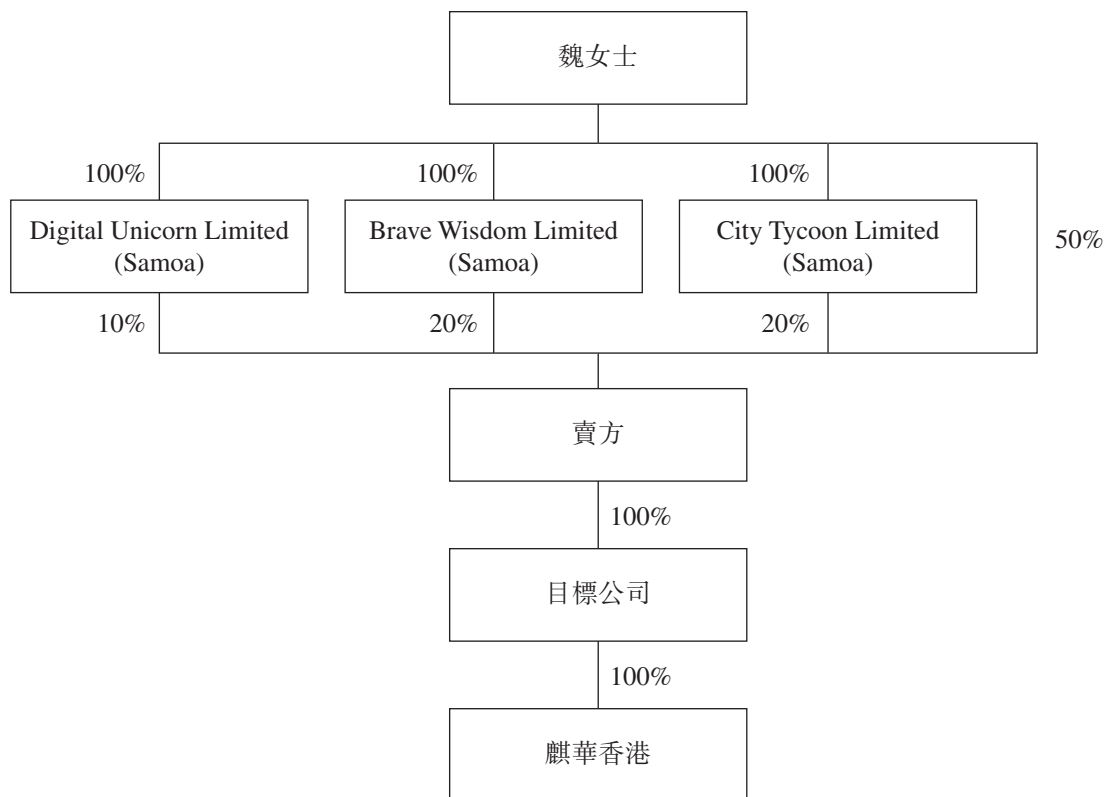 魏女士
100%
100%
100%
Digital Unicorn Limited
(Samoa)
Brave Wisdom Limited
(Samoa)
City Tycoon Limited
(Samoa)
50%
10%
20%
20%
賣方
100%
目標公司
100%
麒華香港